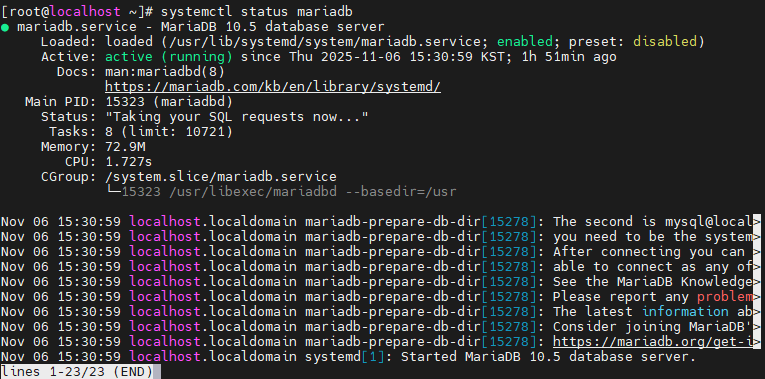 [root@localhost ~]# systemctl status mariadb
● mariadb.service - MariaDB 10.5 database server
     Loaded: loaded (/usr/lib/systemd/system/mariadb.service; enabled; preset: disabled)
     Active: active (running) since Thu 2025-11-06 15:30:59 KST; 1h 51min ago
       Docs: man:mariadbd(8)
             https://mariadb.com/kb/en/library/systemd/
   Main PID: 15323 (mariadbd)
     Status: "Taking your SQL requests now..."
      Tasks: 8 (limit: 10721)
     Memory: 72.9M
        CPU: 1.727s
     CGroup: /system.slice/mariadb.service
             └─15323 /usr/libexec/mariadbd --basedir=/usr

Nov 06 15:30:59 localhost.localdomain mariadb-prepare-db-dir[15278]: The second is mysql@local>
Nov 06 15:30:59 localhost.localdomain mariadb-prepare-db-dir[15278]: you need to be the system>
Nov 06 15:30:59 localhost.localdomain mariadb-prepare-db-dir[15278]: After connecting you can >
Nov 06 15:30:59 localhost.localdomain mariadb-prepare-db-dir[15278]: able to connect as any of>
Nov 06 15:30:59 localhost.localdomain mariadb-prepare-db-dir[15278]: See the MariaDB Knowledge>
Nov 06 15:30:59 localhost.localdomain mariadb-prepare-db-dir[15278]: Please report any problem>
Nov 06 15:30:59 localhost.localdomain mariadb-prepare-db-dir[15278]: The latest information ab>
Nov 06 15:30:59 localhost.localdomain mariadb-prepare-db-dir[15278]: Consider joining MariaDB'>
Nov 06 15:30:59 localhost.localdomain mariadb-prepare-db-dir[15278]: https://mariadb.org/get-i>
Nov 06 15:30:59 localhost.localdomain systemd[1]: Started MariaDB 10.5 database server.
lines 1-23/23 (END)